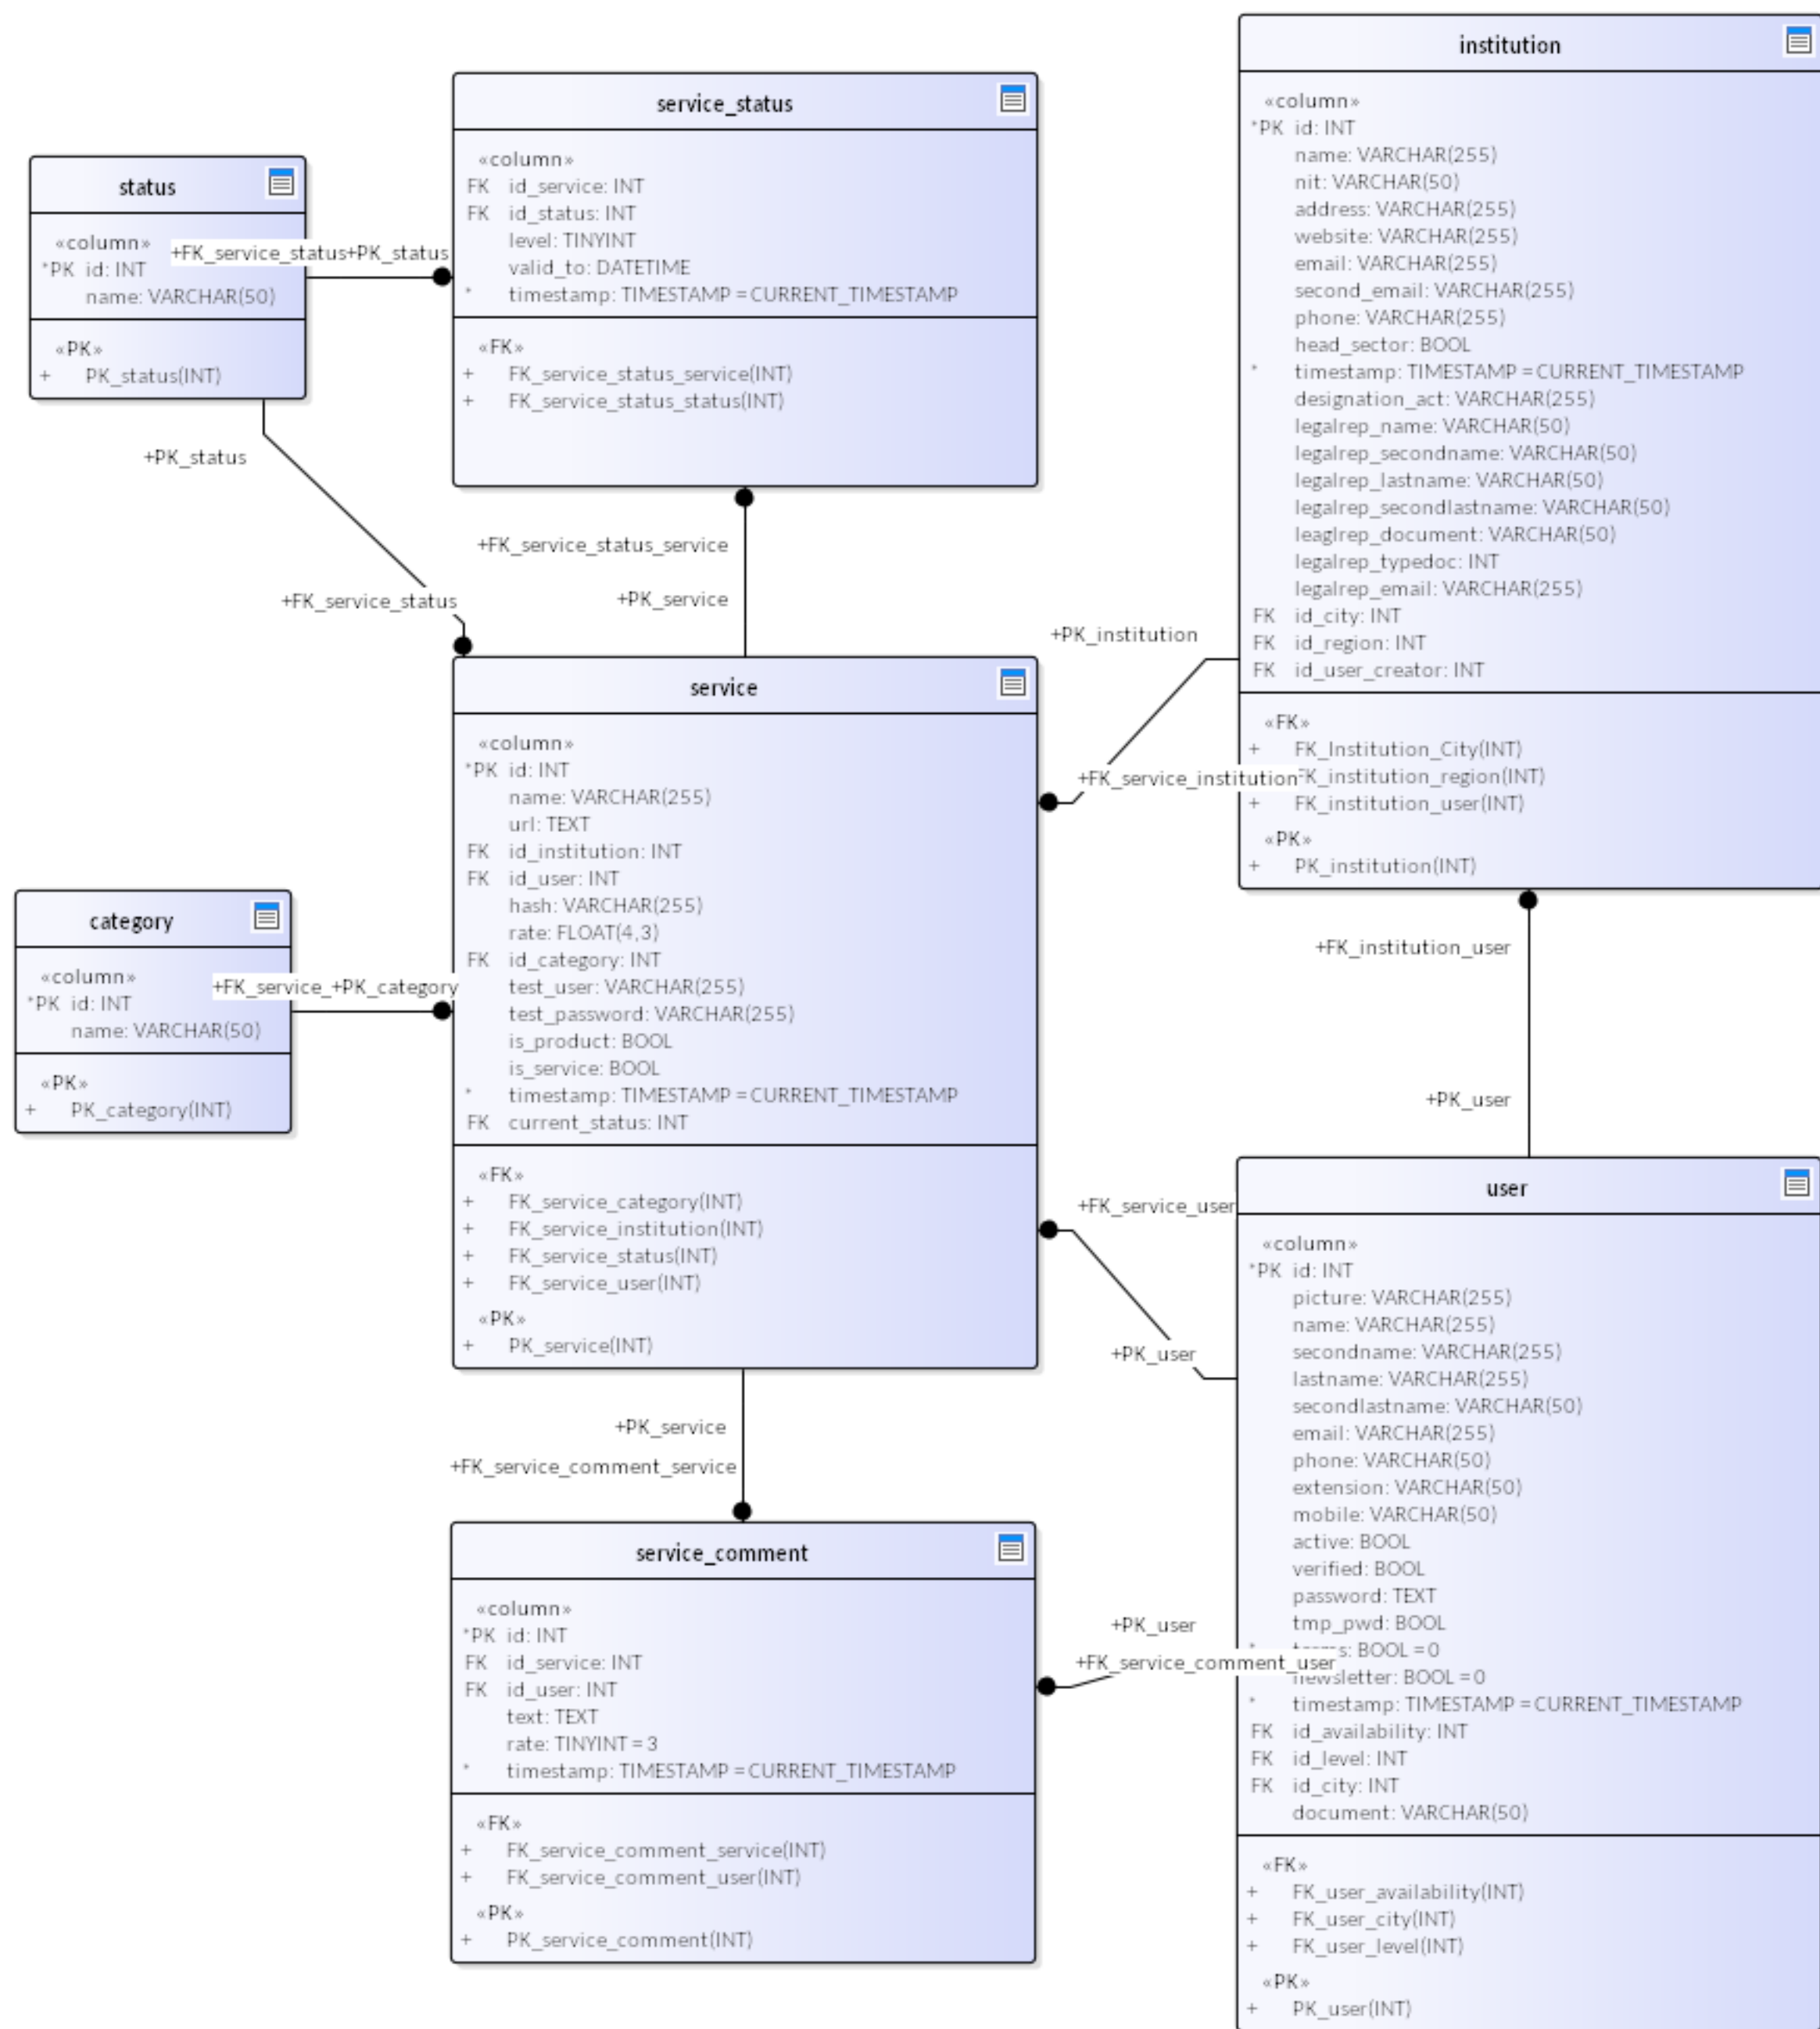 status
«column»
*PK id: INT
name: VARCHAR(50)
«PK»
+ PK_status(INT)
+FK_service_status+PK_status
service_status
«column»
FK id_service: INT
FK id_status: INT
level: TINYINT
valid_to: DATETIME
* timestamp: TIMESTAMP = CURRENT_TIMESTAMP
«FK»
+ FK_service_status_service(INT)
+ FK_service_status_status(INT)
institution
«column»
*PK id: INT
name: VARCHAR(255)
nit: VARCHAR(50)
address: VARCHAR(255)
website: VARCHAR(255)
email: VARCHAR(255)
second_email: VARCHAR(255)
phone: VARCHAR(255)
head_sector: BOOL
* timestamp: TIMESTAMP = CURRENT_TIMESTAMP
designation_act: VARCHAR(255)
legalrep_name: VARCHAR(50)
legalrep_secondname: VARCHAR(50)
legalrep_lastname: VARCHAR(50)
legalrep_secondlastname: VARCHAR(50)
leaglrep_document: VARCHAR(50)
legalrep_typedoc: INT
legalrep_email: VARCHAR(255)
FK id_city: INT
FK id_region: INT
FK id_user_creator: INT
«FK»
+ FK_Institution_City(INT)
FK_institution_region(INT)
+ FK_institution_user(INT)
«PK»
+ PK_institution(INT)
+PK_status
+FK_service_status
+FK_service_status_service
+PK_service
+PK_institution
+FK_service_institution
service
«column»
*PK id: INT
name: VARCHAR(255)
url: TEXT
FK id_institution: INT
FK id_user: INT
hash: VARCHAR(255)
rate: FLOAT(4,3)
FK id_category: INT
test_user: VARCHAR(255)
test_password: VARCHAR(255)
is_product: BOOL
is_service: BOOL
* timestamp: TIMESTAMP = CURRENT_TIMESTAMP
FK current_status: INT
«FK»
+ FK_service_category(INT)
+ FK_service_institution(INT)
+ FK_service_status(INT)
+ FK_service_user(INT)
«PK»
+ PK_service(INT)
category
«column»
*PK id: INT
name: VARCHAR(50)
«PK»
+ PK_category(INT)
+FK_service_+PK_category
+FK_institution_user
+PK_user
+FK_service_user
+PK_user
user
«column»
*PK id: INT
picture: VARCHAR(255)
name: VARCHAR(255)
secondname: VARCHAR(255)
lastname: VARCHAR(255)
secondlastname: VARCHAR(50)
email: VARCHAR(255)
phone: VARCHAR(50)
extension: VARCHAR(50)
mobile: VARCHAR(50)
active: BOOL
verified: BOOL
password: TEXT
tmp_pwd: BOOL
* terms: BOOL = 0
newsletter: BOOL = 0
* timestamp: TIMESTAMP = CURRENT_TIMESTAMP
FK id_availability: INT
FK id_level: INT
FK id_city: INT
document: VARCHAR(50)
«FK»
+ FK_user_availability(INT)
+ FK_user_city(INT)
+ FK_user_level(INT)
«PK»
+ PK_user(INT)
+PK_service
+FK_service_comment_service
+PK_user
+FK_service_comment_user
service_comment
«column»
*PK id: INT
FK id_service: INT
FK id_user: INT
text: TEXT
rate: TINYINT = 3
* timestamp: TIMESTAMP = CURRENT_TIMESTAMP
«FK»
+ FK_service_comment_service(INT)
+ FK_service_comment_user(INT)
«PK»
+ PK_service_comment(INT)